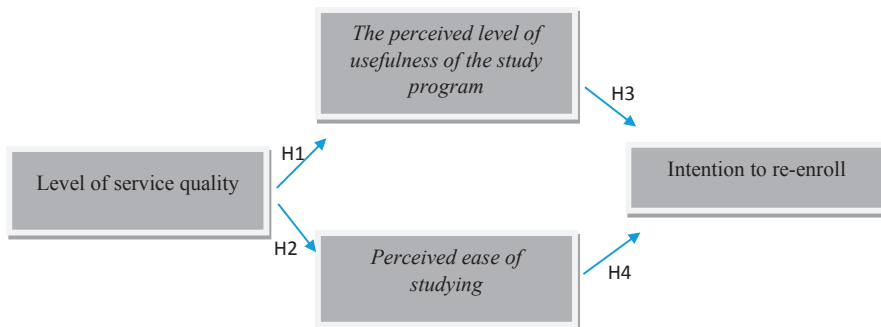 The perceived level of
usefulness of the study
program
H3
H1
Level of service quality
Intention to re-enroll
H2
Perceived ease of
studying
H4